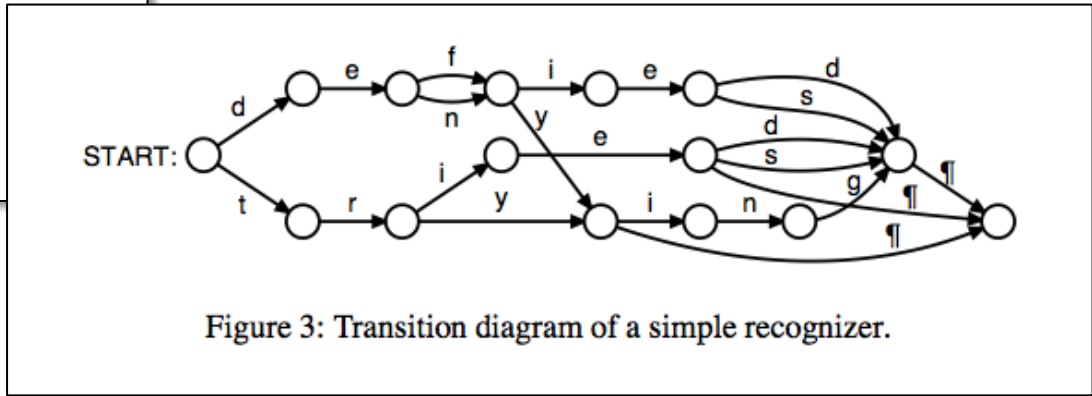 f
e i e d
d n s
y d
START: e s
i g ¶
t r y i n ¶
¶
Figure 3: Transition diagram of a simple recognizer.